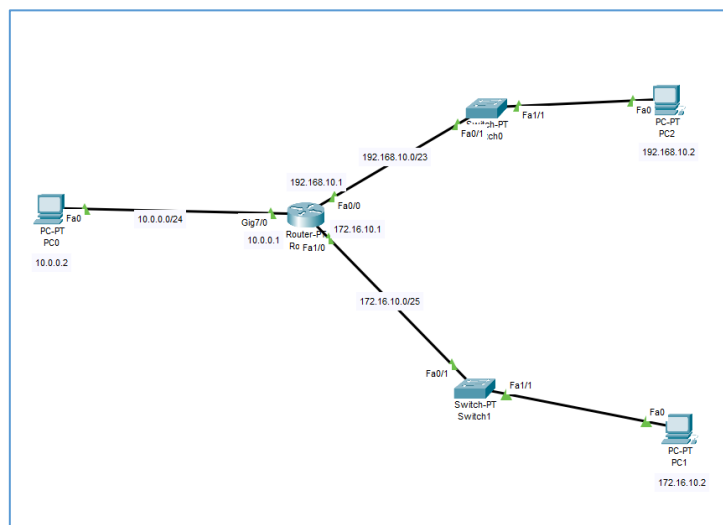 PC-PT
PC2
Fa0
192.168.10.2
Fa1/1
Fa0/1
192.168.10.0/23
192.168.10.1
Fa0/0
PC-PT
PC0
Fa0
10.0.0.2
10.0.0.0/24
Gig7/0
10.0.0.1
172.16.10.1
Fa1/0
172.16.10.0/25
Fa0/1
Switch-PT
Switch1
Fa1/1
Fa0
PC-PT
PC1
172.16.10.2